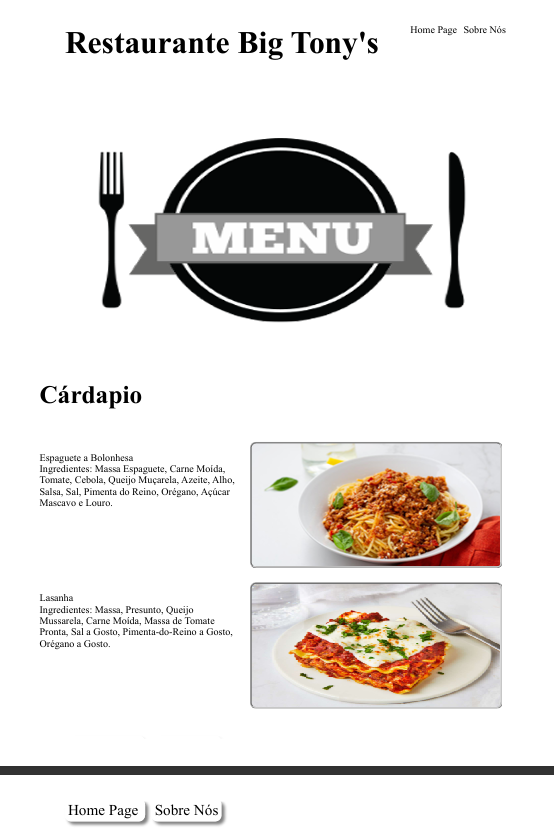 Restaurante Big Tony's
Home Page Sobre Nós
MENU
Cárdapio
Espaguete a Bolonhesa
Ingredientes: Massa Espaguete, Carne Moída,
Tomate, Cebola, Queijo Muçarela, Azeite, Alho,
Salsa, Sal, Pimenta do Reino, Orégano, Açúcar
Mascavo e Louro.
Lasanha
Ingredientes: Massa, Presunto, Queijo
Mussarela, Carne Moída, Massa de Tomate
Pronta, Sal a Gosto, Pimenta-do-Reino a Gosto,
Orégano a Gosto.
Home Page Sobre Nós